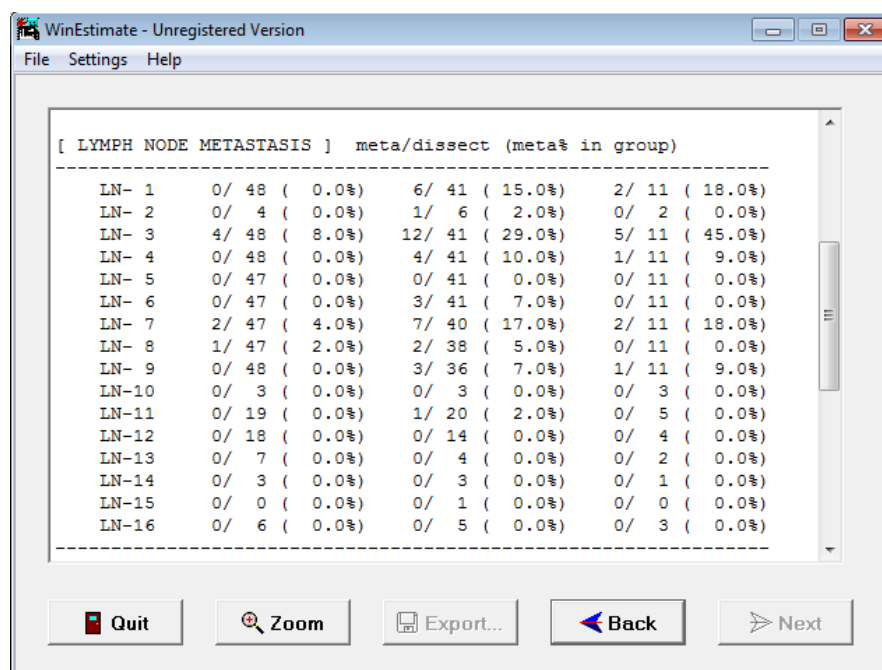 WinEstimate - Unregistered Version
File Settings Help
[ LYMPH NODE METASTASIS ] meta/dissect (meta% in group)
--------------------------------------------------------------------
LN- 1 0/ 48 ( 0.0%) 6/ 41 ( 15.0%) 2/ 11 ( 18.0%)
LN- 2 0/ 4 ( 0.0%) 1/ 6 ( 2.0%) 0/ 2 ( 0.0%)
LN- 3 4/ 48 ( 8.0%) 12/ 41 ( 29.0%) 5/ 11 ( 45.0%)
LN- 4 0/ 48 ( 0.0%) 4/ 41 ( 10.0%) 1/ 11 ( 9.0%)
LN- 5 0/ 47 ( 0.0%) 0/ 41 ( 0.0%) 0/ 11 ( 0.0%)
LN- 6 0/ 47 ( 0.0%) 3/ 41 ( 7.0%) 0/ 11 ( 0.0%)
LN- 7 2/ 47 ( 4.0%) 7/ 40 ( 17.0%) 2/ 11 ( 18.0%)
LN- 8 1/ 47 ( 2.0%) 2/ 38 ( 5.0%) 0/ 11 ( 0.0%)
LN- 9 0/ 48 ( 0.0%) 3/ 36 ( 7.0%) 1/ 11 ( 9.0%)
LN-10 0/ 3 ( 0.0%) 0/ 3 ( 0.0%) 0/ 3 ( 0.0%)
LN-11 0/ 19 ( 0.0%) 1/ 20 ( 2.0%) 0/ 5 ( 0.0%)
LN-12 0/ 18 ( 0.0%) 0/ 14 ( 0.0%) 0/ 4 ( 0.0%)
LN-13 0/ 7 ( 0.0%) 0/ 4 ( 0.0%) 0/ 2 ( 0.0%)
LN-14 0/ 3 ( 0.0%) 0/ 3 ( 0.0%) 0/ 1 ( 0.0%)
LN-15 0/ 0 ( 0.0%) 0/ 1 ( 0.0%) 0/ 0 ( 0.0%)
LN-16 0/ 6 ( 0.0%) 0/ 5 ( 0.0%) 0/ 3 ( 0.0%)
--------------------------------------------------------------------
Quit Zoom Export... Back Next